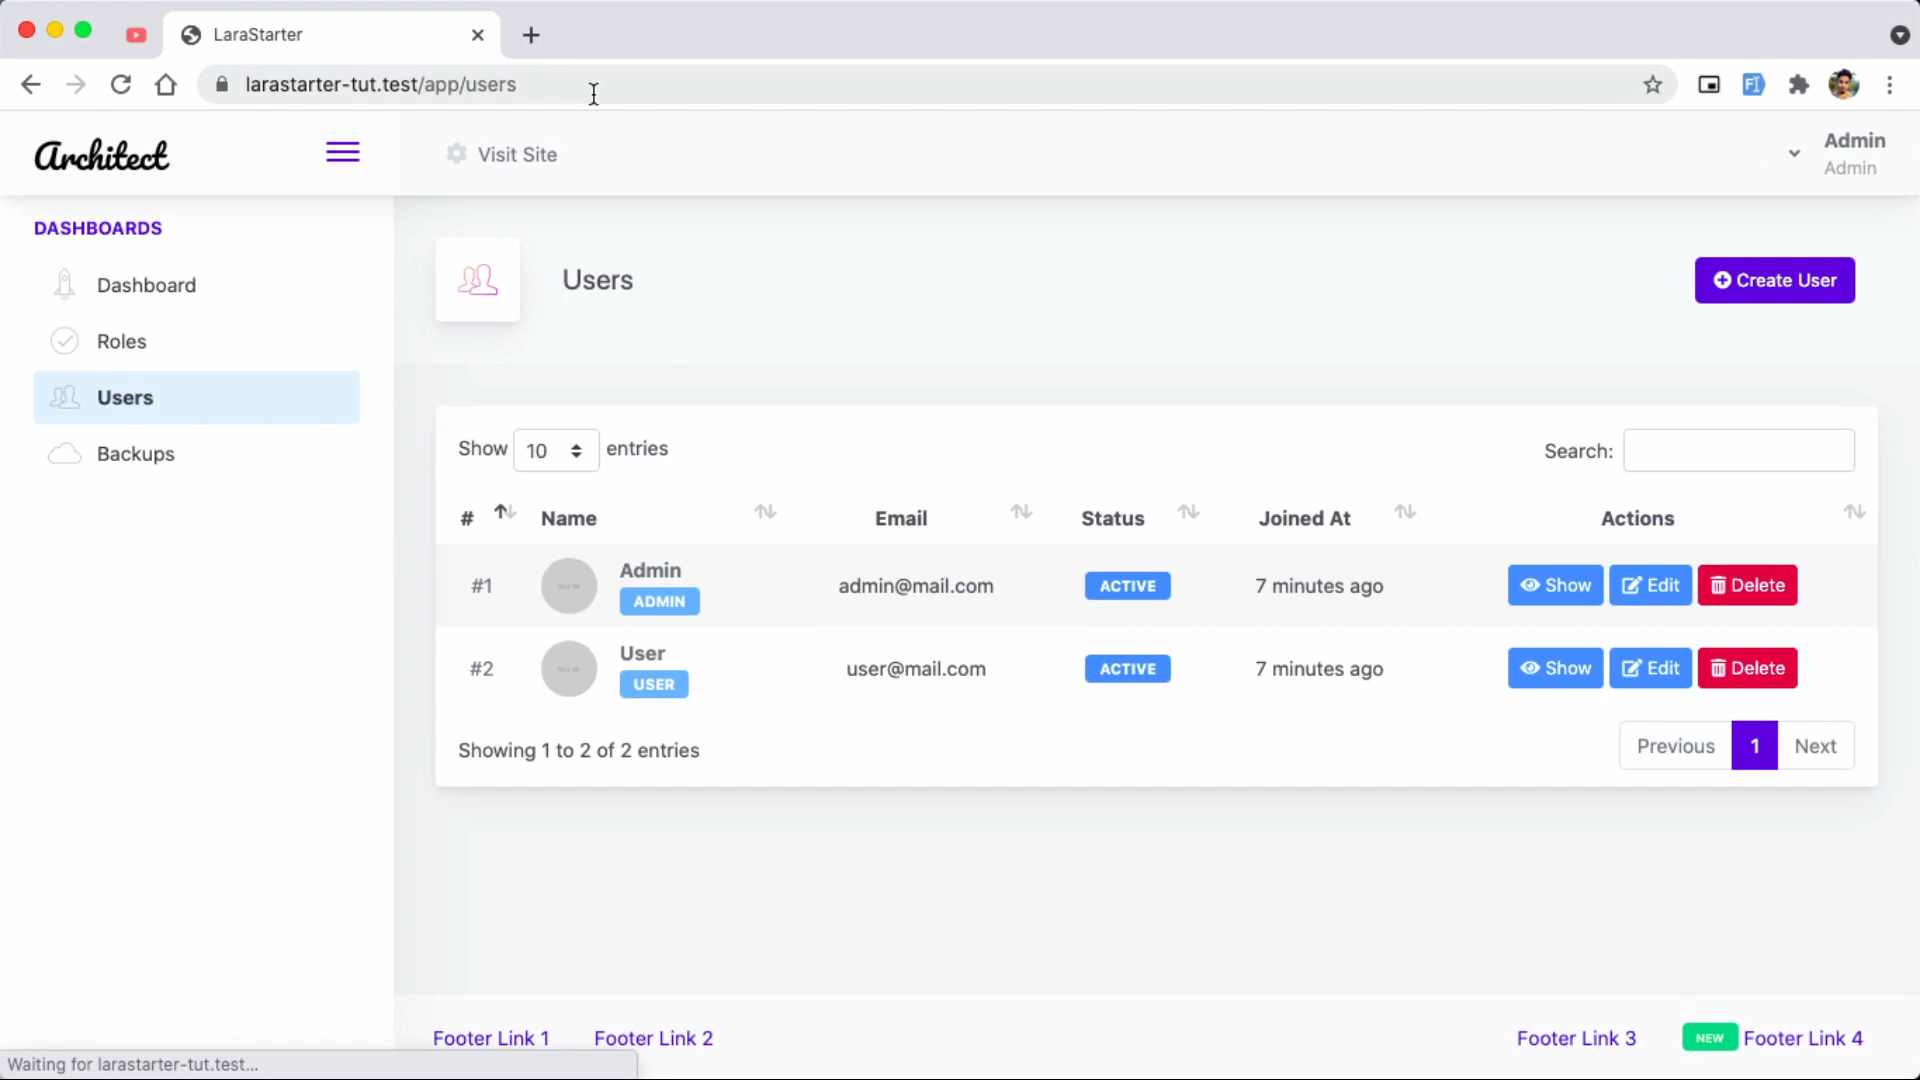 LaraStarter
larastarter-tut.test/app/users
Architect
Visit Site
Admin
Admin
DASHBOARDS
Dashboard
Roles
Users
Backups
Users
Create User
Show 10 entries
Search:
# Name Email Status Joined At Actions
#1 Admin ADMIN admin@mail.com ACTIVE 7 minutes ago Show Edit Delete
#2 User USER user@mail.com ACTIVE 7 minutes ago Show Edit Delete
Showing 1 to 2 of 2 entries
Previous 1 Next
Footer Link 1 Footer Link 2 Footer Link 3 NEW Footer Link 4
Waiting for larastarter-tut.test...